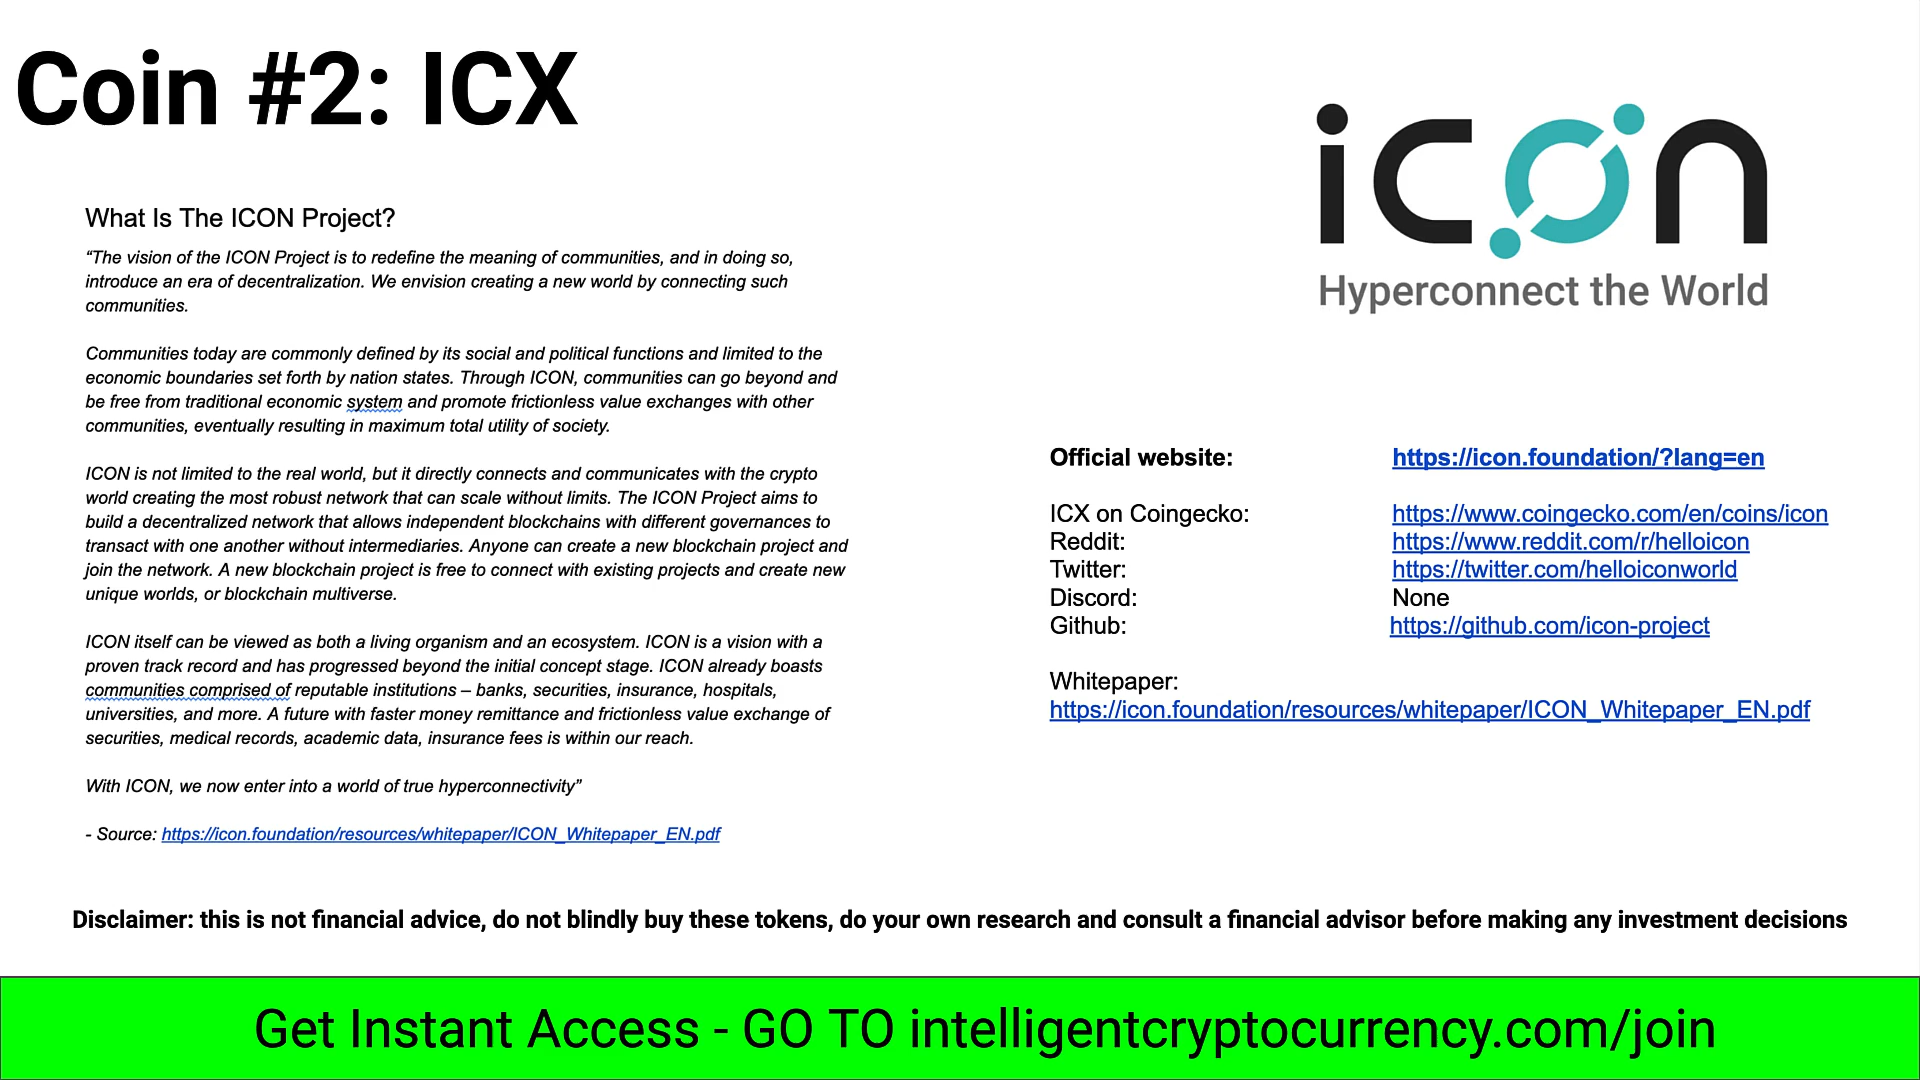 Coin #2: ICX
icon
Hyperconnect the World
What Is The ICON Project?
“The vision of the ICON Project is to redefine the meaning of communities, and in doing so,
introduce an era of decentralization. We envision creating a new world by connecting such
communities.
Communities today are commonly defined by its social and political functions and limited to the
economic boundaries set forth by nation states. Through ICON, communities can go beyond and
be free from traditional economic system and promote frictionless value exchanges with other
communities, eventually resulting in maximum total utility of society.
ICON is not limited to the real world, but it directly connects and communicates with the crypto
world creating the most robust network that can scale without limits. The ICON Project aims to
build a decentralized network that allows independent blockchains with different governances to
transact with one another without intermediaries. Anyone can create a new blockchain project and
join the network. A new blockchain project is free to connect with existing projects and create new
unique worlds, or blockchain multiverse.
ICON itself can be viewed as both a living organism and an ecosystem. ICON is a vision with a
proven track record and has progressed beyond the initial concept stage. ICON already boasts
communities comprised of reputable institutions – banks, securities, insurance, hospitals,
universities, and more. A future with faster money remittance and frictionless value exchange of
securities, medical records, academic data, insurance fees is within our reach.
With ICON, we now enter into a world of true hyperconnectivity”
- Source: https://icon.foundation/resources/whitepaper/ICON_Whitepaper_EN.pdf
Official website: https://icon.foundation/?lang=en
ICX on Coingecko: https://www.coingecko.com/en/coins/icon
Reddit: https://www.reddit.com/r/helloicon
Twitter: https://twitter.com/helloiconworld
Discord: None
Github: https://github.com/icon-project
Whitepaper:
https://icon.foundation/resources/whitepaper/ICON_Whitepaper_EN.pdf
Disclaimer: this is not financial advice, do not blindly buy these tokens, do your own research and consult a financial advisor before making any investment decisions
Get Instant Access - GO TO intelligentcryptocurrency.com/join